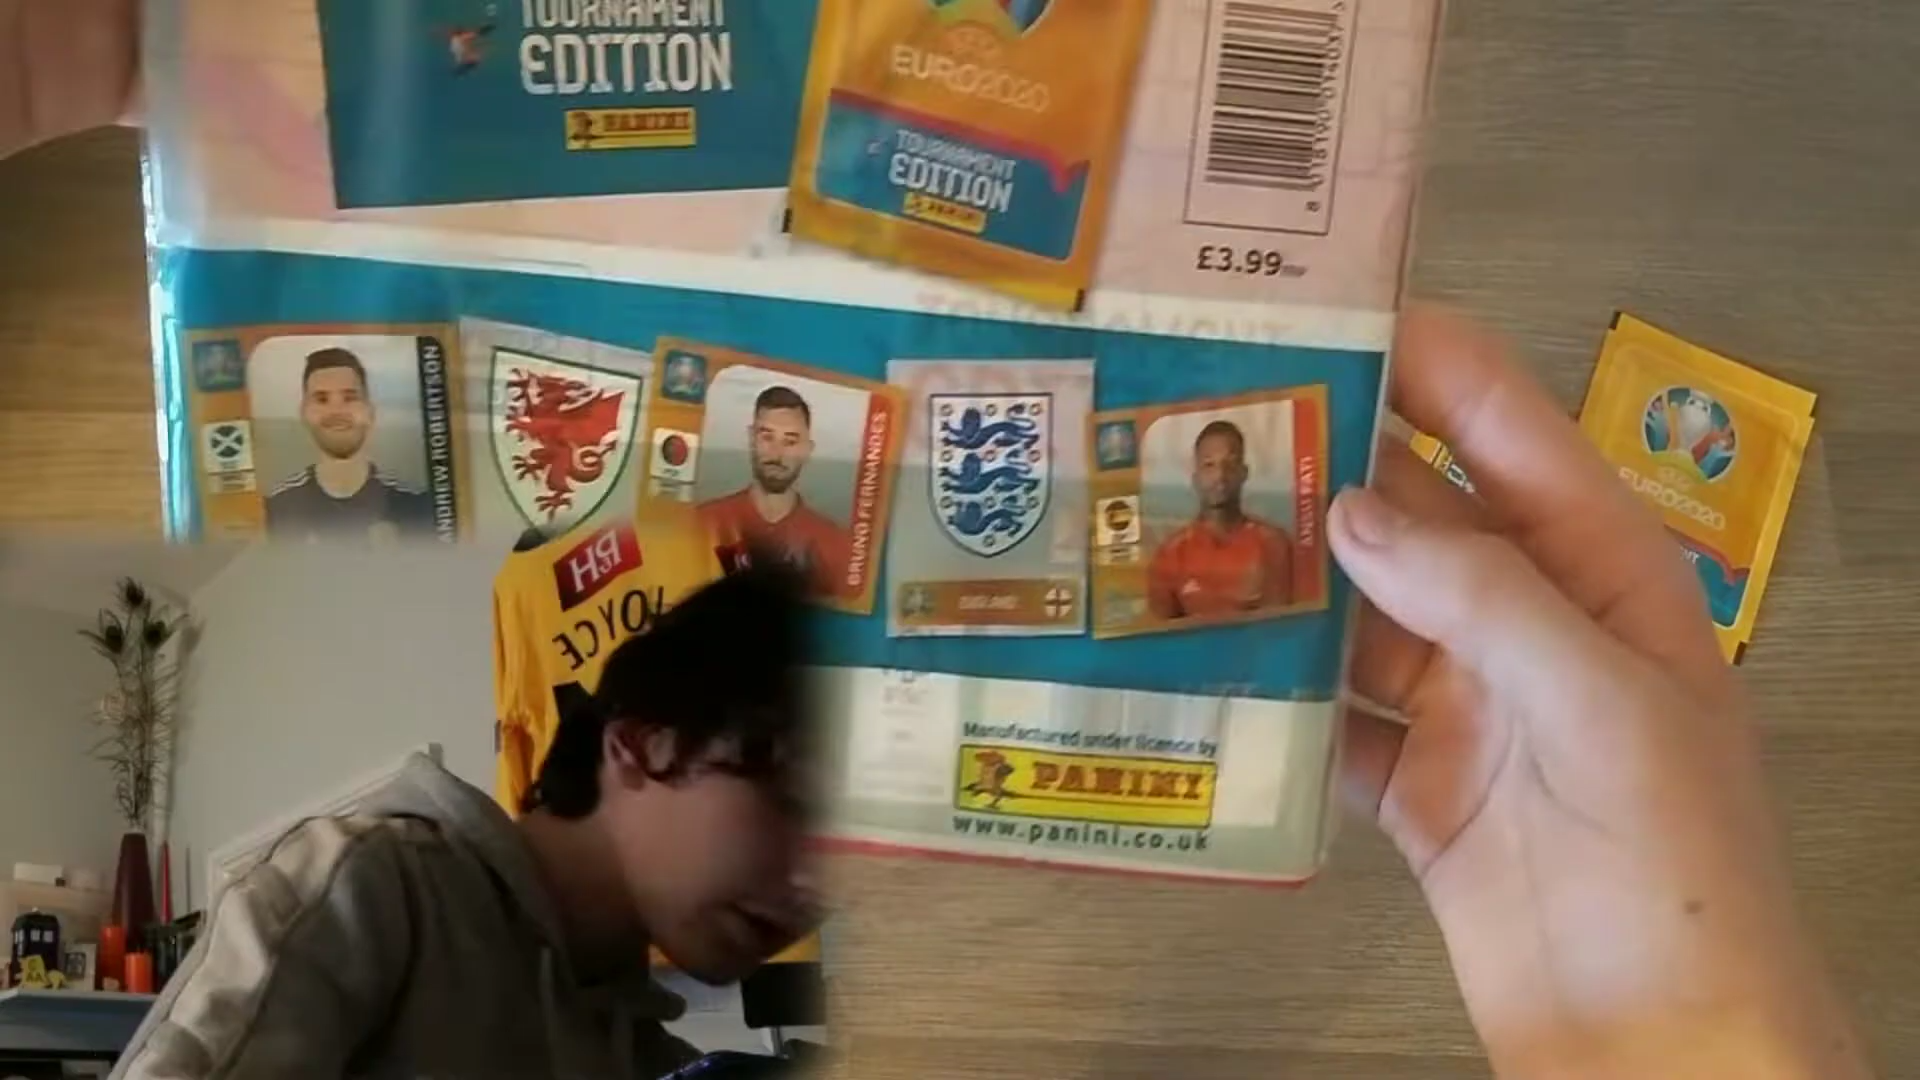 TOURNAMENT
EDITION
PANINI
EURO2020
TOURNAMENT
EDITION
PANINI
£3.99
ANDREW ROBERTSON
BRUNO FERNANDES
ENGLAND
ANSU FATI
EURO2020
JOYCE
Manufactured under licence by
PANINI
www.panini.co.uk